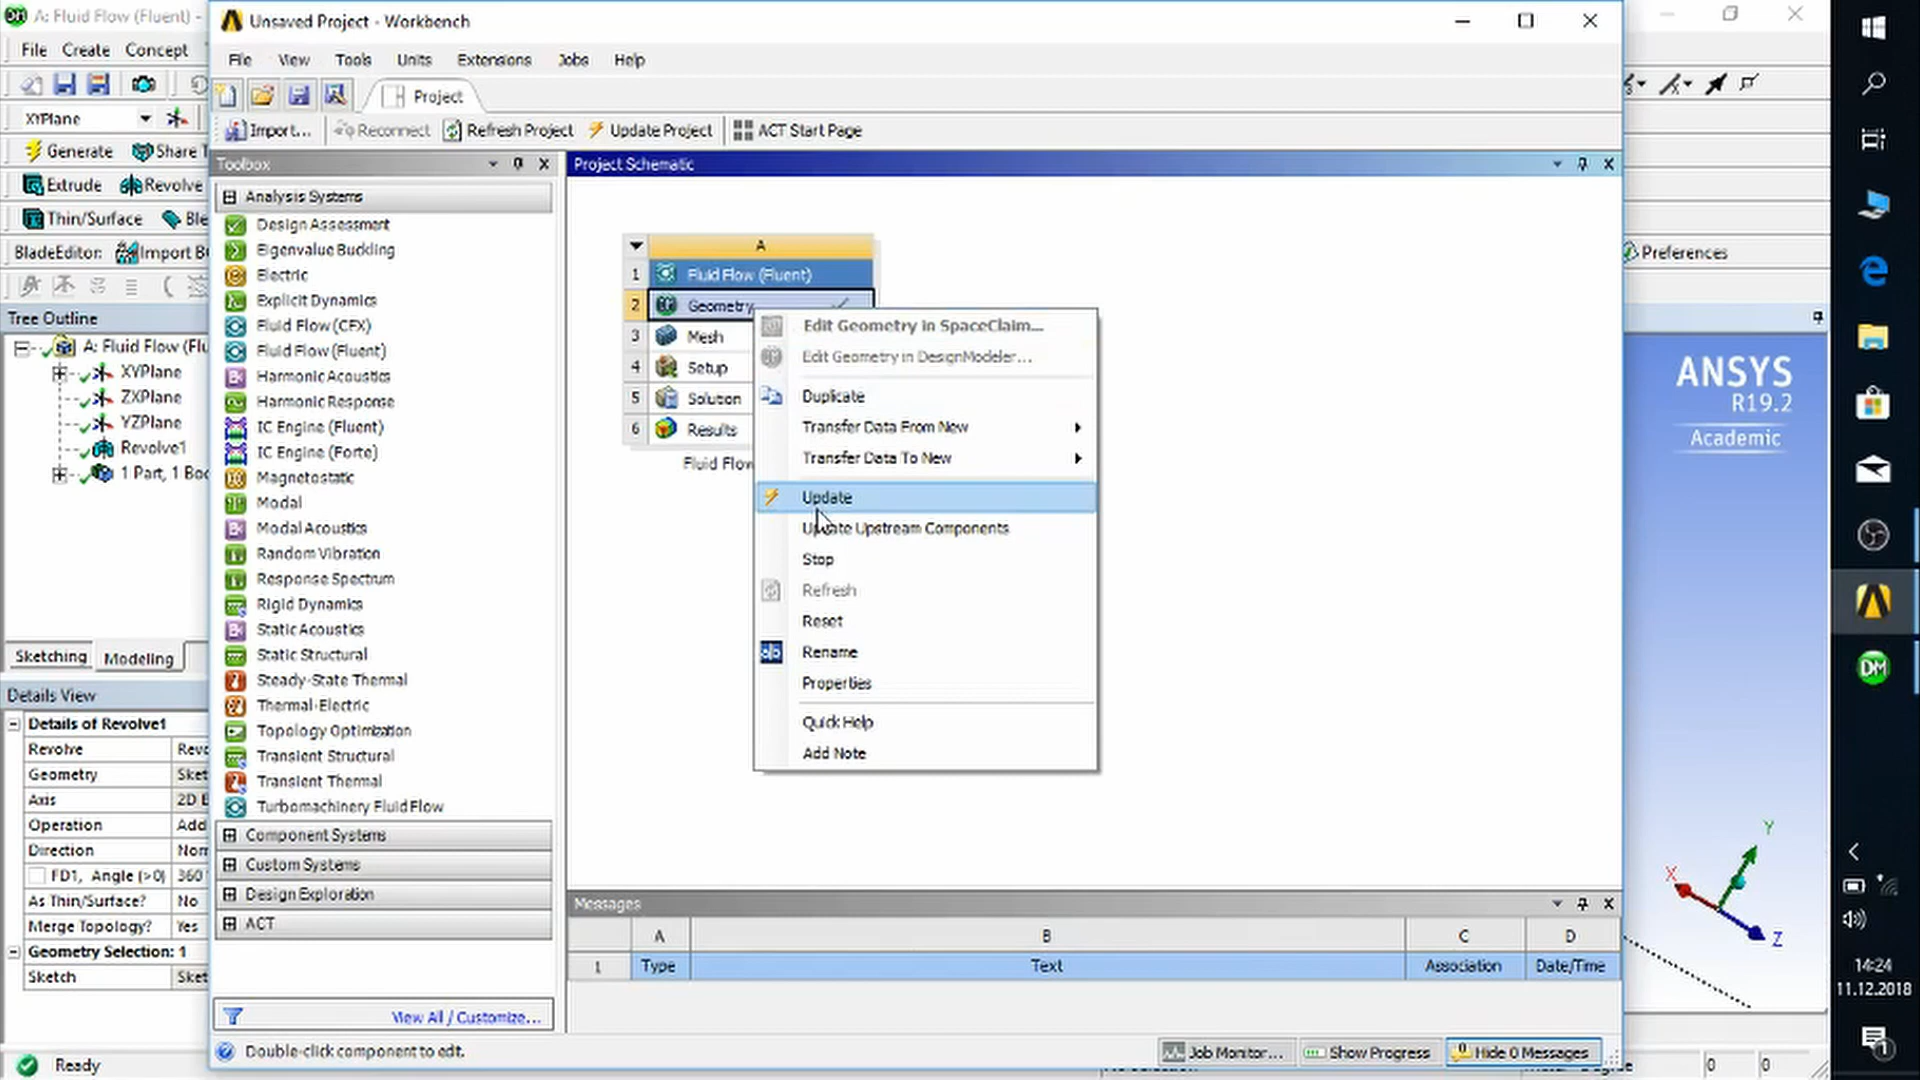 A: Fluid Flow (Fluent) -
File Create Concept
XYPlane
Generate Share T
Extrude Revolve
Thin/Surface Ble
BladeEditor: Import B
Tree Outline
A: Fluid Flow (Flu
XYPlane
ZXPlane
YZPlane
Revolve1
1 Part, 1 Bo
Sketching Modeling
Details View
Details of Revolve1
Revolve Revo
Geometry Sket
Axis 2D E
Operation Add
Direction Norm
FD1, Angle (>0) 360
As Thin/Surface? No
Merge Topology? Yes
Geometry Selection: 1
Sketch Sket
Ready
Unsaved Project - Workbench
File View Tools Units Extensions Jobs Help
Project
Import... Reconnect Refresh Project Update Project ACT Start Page
Toolbox
Analysis Systems
Design Assessment
Eigenvalue Buckling
Electric
Explicit Dynamics
Fluid Flow (CFX)
Fluid Flow (Fluent)
Harmonic Acoustics
Harmonic Response
IC Engine (Fluent)
IC Engine (Forte)
Magnetostatic
Modal
Modal Acoustics
Random Vibration
Response Spectrum
Rigid Dynamics
Static Acoustics
Static Structural
Steady-State Thermal
Thermal-Electric
Topology Optimization
Transient Structural
Transient Thermal
Turbomachinery Fluid Flow
Component Systems
Custom Systems
Design Exploration
ACT
View All / Customize...
Double-click component to edit.
Project Schematic
A
1 Fluid Flow (Fluent)
2 Geometry
3 Mesh
4 Setup
5 Solution
6 Results
Fluid Flow
Edit Geometry in SpaceClaim...
Edit Geometry in DesignModeler...
Duplicate
Transfer Data From New
Transfer Data To New
Update
Update Upstream Components
Stop
Refresh
Reset
Rename
Properties
Quick Help
Add Note
Messages
A B C D
1 Type Text Association Date/Time
Job Monitor... Show Progress Hide 0 Messages
Preferences
ANSYS
R19.2
Academic
Y
X
Z
0 0
DM
14:24
11.12.2018
1